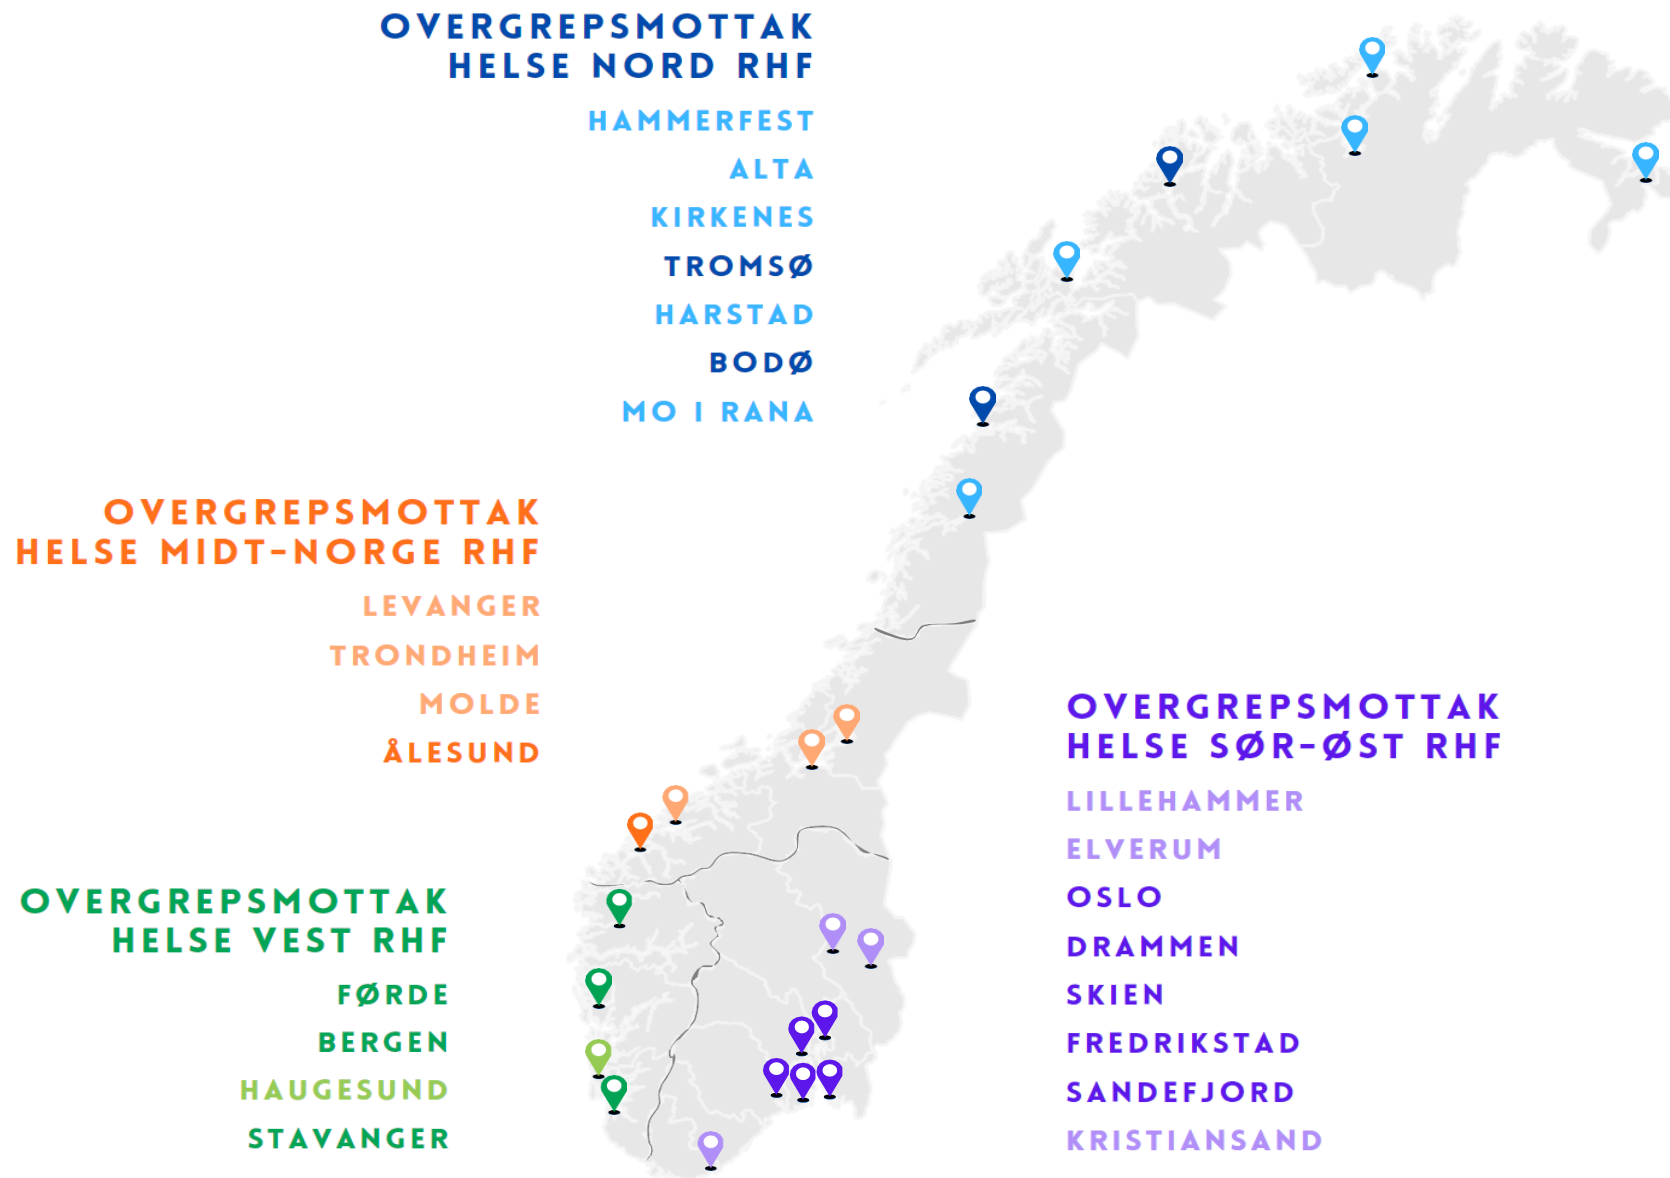 OVERGREPSMOTTAK
HELSE NORD RHF
HAMMERFEST
ALTA
KIRKENES
TROMSØ
HARSTAD
BODØ
MO I RANA
OVERGREPSMOTTAK
HELSE MIDT-NORGE RHF
LEVANGER
TRONDHEIM
MOLDE
ÅLESUND
OVERGREPSMOTTAK
HELSE VEST RHF
FØRDE
BERGEN
HAUGESUND
STAVANGER
OVERGREPSMOTTAK
HELSE SØR-ØST RHF
LILLEHAMMER
ELVERUM
OSLO
DRAMMEN
SKIEN
FREDRIKSTAD
SANDEFJORD
KRISTIANSAND